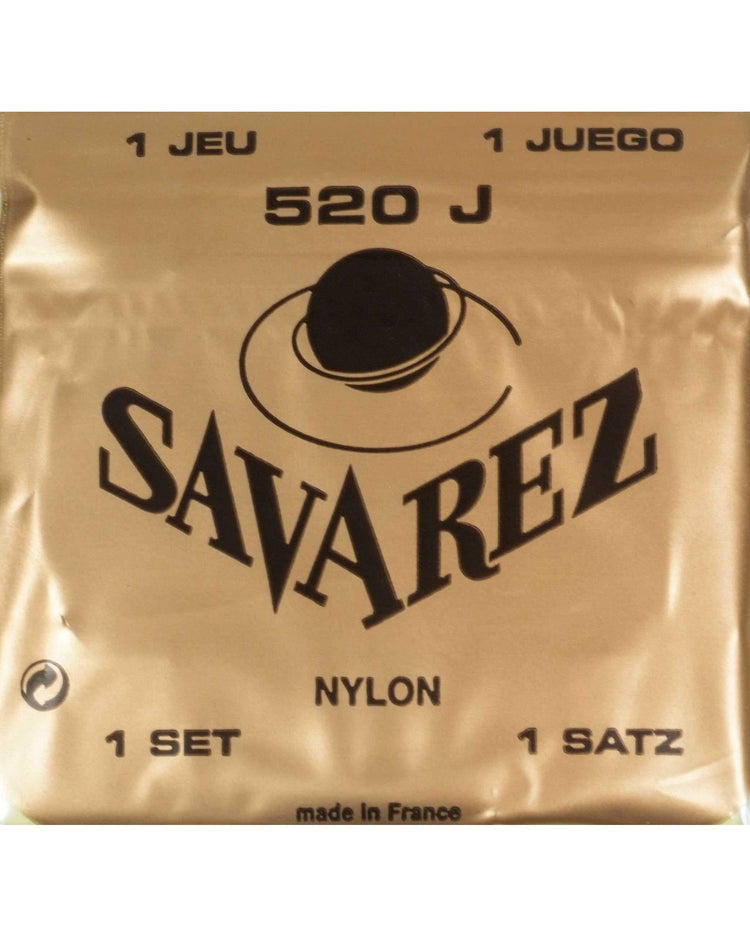 1 JEU 1 JUEGO
520 J
SAVAREZ
NYLON
1 SET 1 SATZ
made in France